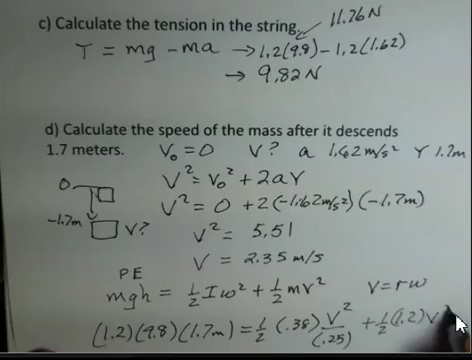 c) Calculate the tension in the string. 11.76N
T = mg - ma → 1.2(9.8) - 1.2(1.62)
→ 9.82 N
d) Calculate the speed of the mass after it descends
1.7 meters. V₀ = 0 V? a 1.62 m/s² Y 1.7m
0 V² = V₀² + 2aY
-1.7m V? V² = 0 + 2(-1.62m/s²)(-1.7m)
V² = 5.51
V = 2.35 m/s
PE
mgh = ½Iω² + ½mv² V = rω
(1.2)(9.8)(1.7m) = ½(.38)V²/(.25) + ½(1.2)V